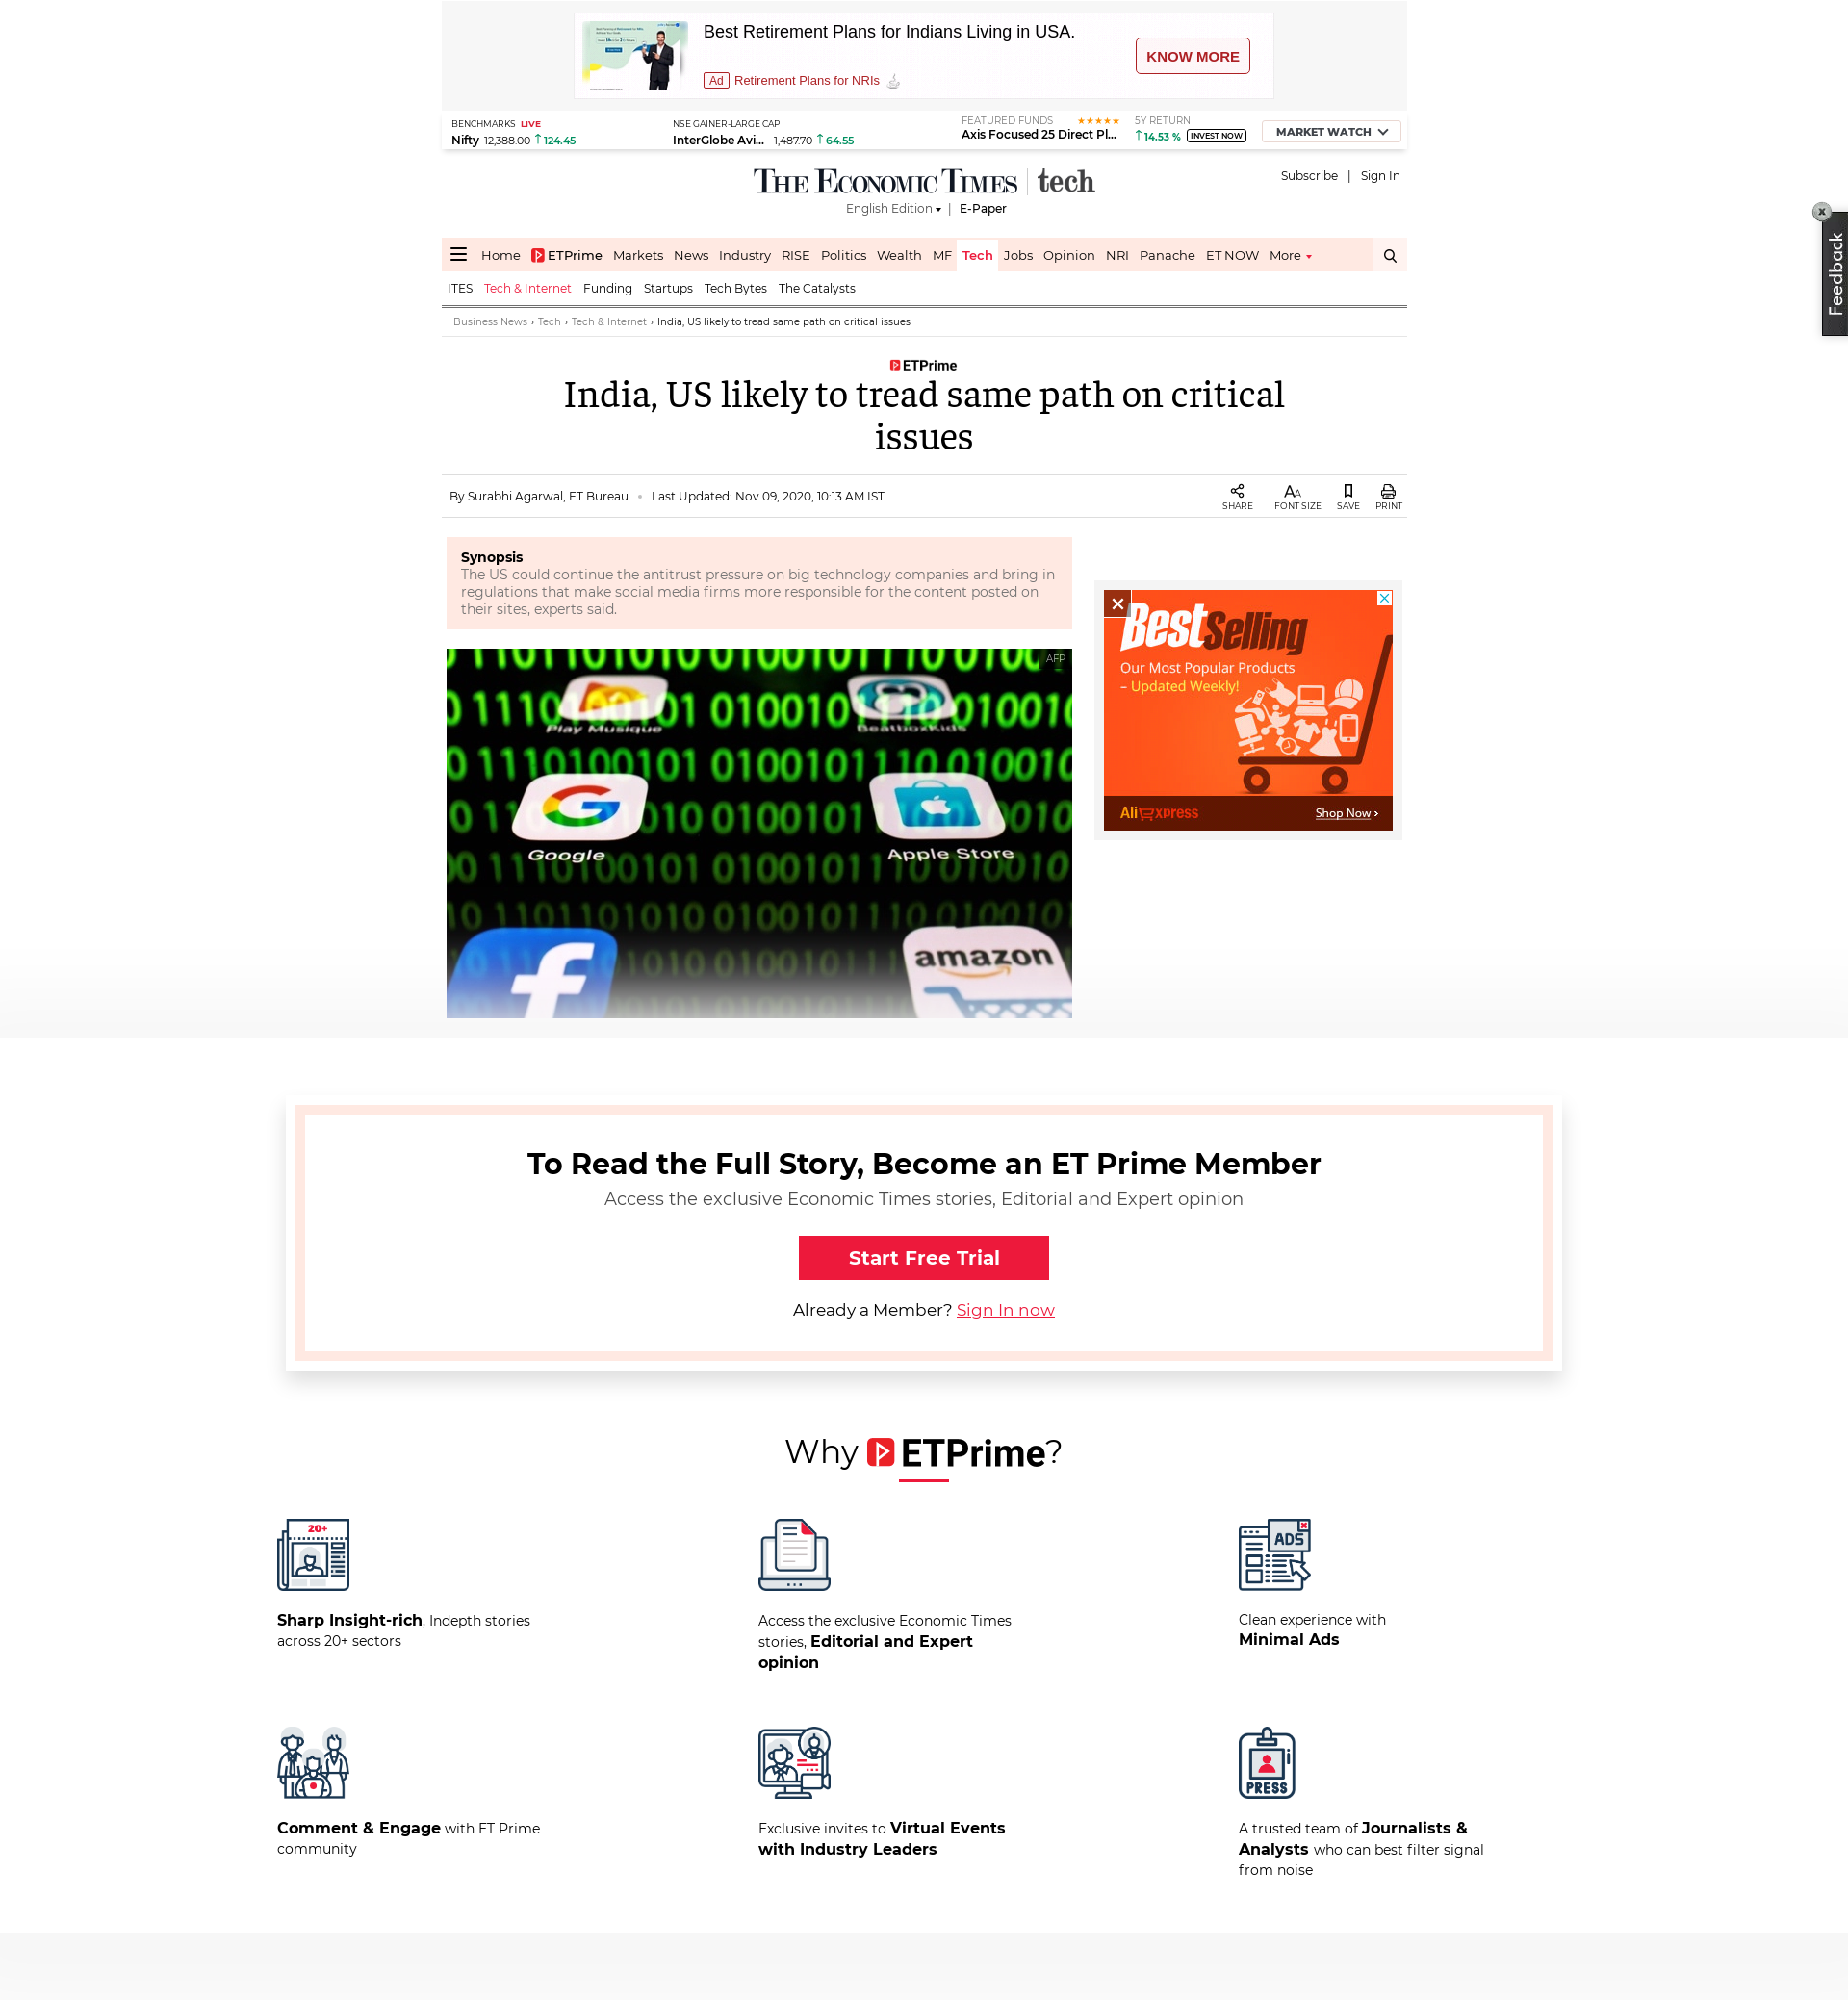 Best Retirement Plans for Indians Living in USA.
KNOW MORE
Ad Retirement Plans for NRIs
BENCHMARKS LIVE
Nifty 12,388.00 124.45
NSE GAINER-LARGE CAP
InterGlobe Avi... 1,487.70 64.55
FEATURED FUNDS ★★★★★
Axis Focused 25 Direct Pl...
5Y RETURN
14.53 % INVEST NOW
MARKET WATCH
THE ECONOMIC TIMES | tech
English Edition | E-Paper
Subscribe | Sign In
Feedback
Home ETPrime Markets News Industry RISE Politics Wealth MF Tech Jobs Opinion NRI Panache ET NOW More
ITES Tech & Internet Funding Startups Tech Bytes The Catalysts
Business News › Tech › Tech & Internet › India, US likely to tread same path on critical issues
ETPrime
India, US likely to tread same path on critical
issues
By Surabhi Agarwal, ET Bureau • Last Updated: Nov 09, 2020, 10:13 AM IST
SHARE FONT SIZE SAVE PRINT
Synopsis
The US could continue the antitrust pressure on big technology companies and bring in
regulations that make social media firms more responsible for the content posted on
their sites, experts said.
AFP
Play Musique
BeatboxKids
Google
Apple Store
amazon
BestSelling
Our Most Popular Products
– Updated Weekly!
AliExpress
Shop Now ›
To Read the Full Story, Become an ET Prime Member
Access the exclusive Economic Times stories, Editorial and Expert opinion
Start Free Trial
Already a Member? Sign In now
Why ETPrime?
20+
ADS
Sharp Insight-rich, Indepth stories
across 20+ sectors
Access the exclusive Economic Times
stories, Editorial and Expert
opinion
Clean experience with
Minimal Ads
PRESS
Comment & Engage with ET Prime
community
Exclusive invites to Virtual Events
with Industry Leaders
A trusted team of Journalists &
Analysts who can best filter signal
from noise